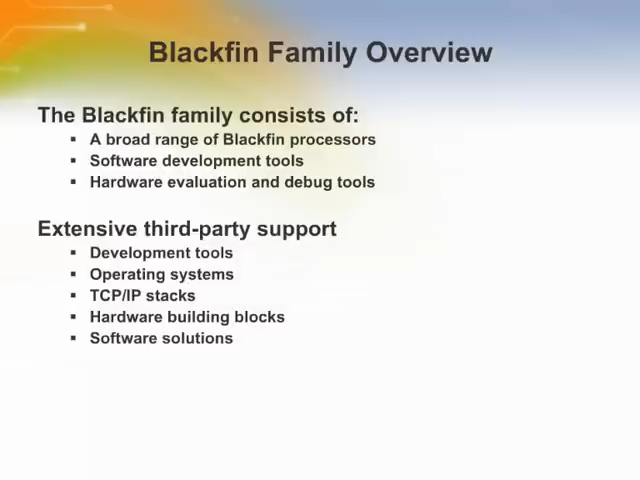 Blackfin Family Overview
The Blackfin family consists of:
▪ A broad range of Blackfin processors
▪ Software development tools
▪ Hardware evaluation and debug tools
Extensive third-party support
▪ Development tools
▪ Operating systems
▪ TCP/IP stacks
▪ Hardware building blocks
▪ Software solutions